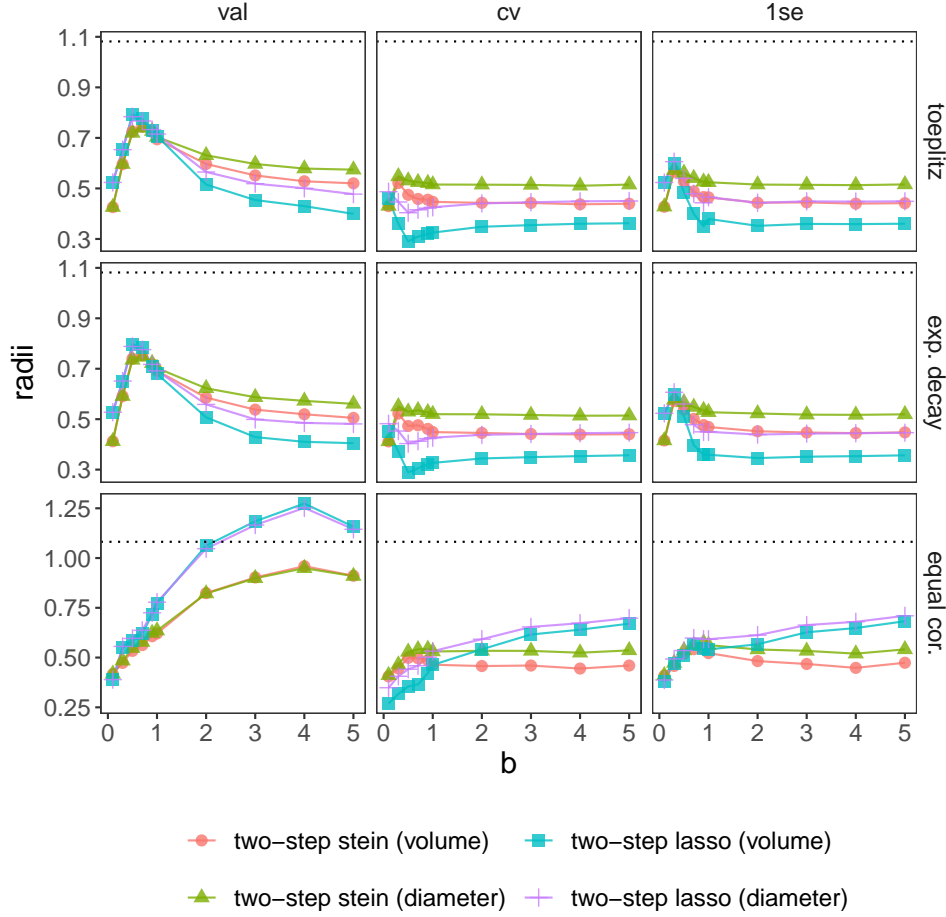 val cv 1se
1.1
0.9
0.7
0.5
0.3
toeplitz
1.1
0.9
0.7
0.5
0.3
exp. decay
radii
1.25
1.00
0.75
0.50
0.25
equal cor.
0 1 2 3 4 5 0 1 2 3 4 5 0 1 2 3 4 5
b
two−step stein (volume) two−step lasso (volume)
two−step stein (diameter) two−step lasso (diameter)